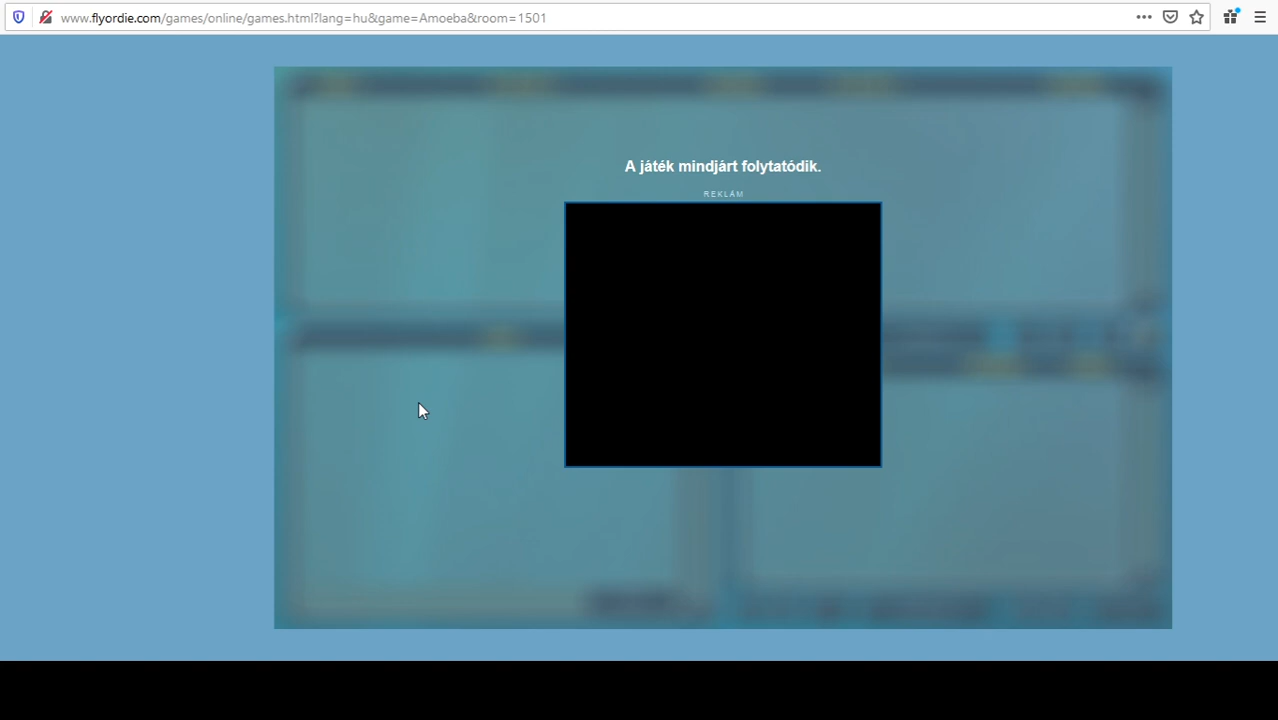 www.flyordie.com/games/online/games.html?lang=hu&game=Amoeba&room=1501
A játék mindjárt folytatódik.
REKLÁM